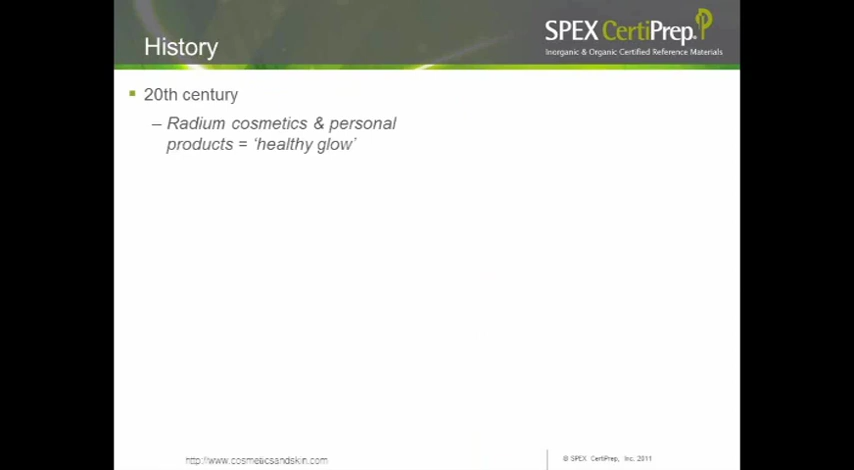 History
SPEX CertiPrep.
Inorganic & Organic Certified Reference Materials
20th century
– Radium cosmetics & personal
products = ‘healthy glow’
http://www.cosmeticsandskin.com
© SPEX CertiPrep, Inc. 2011